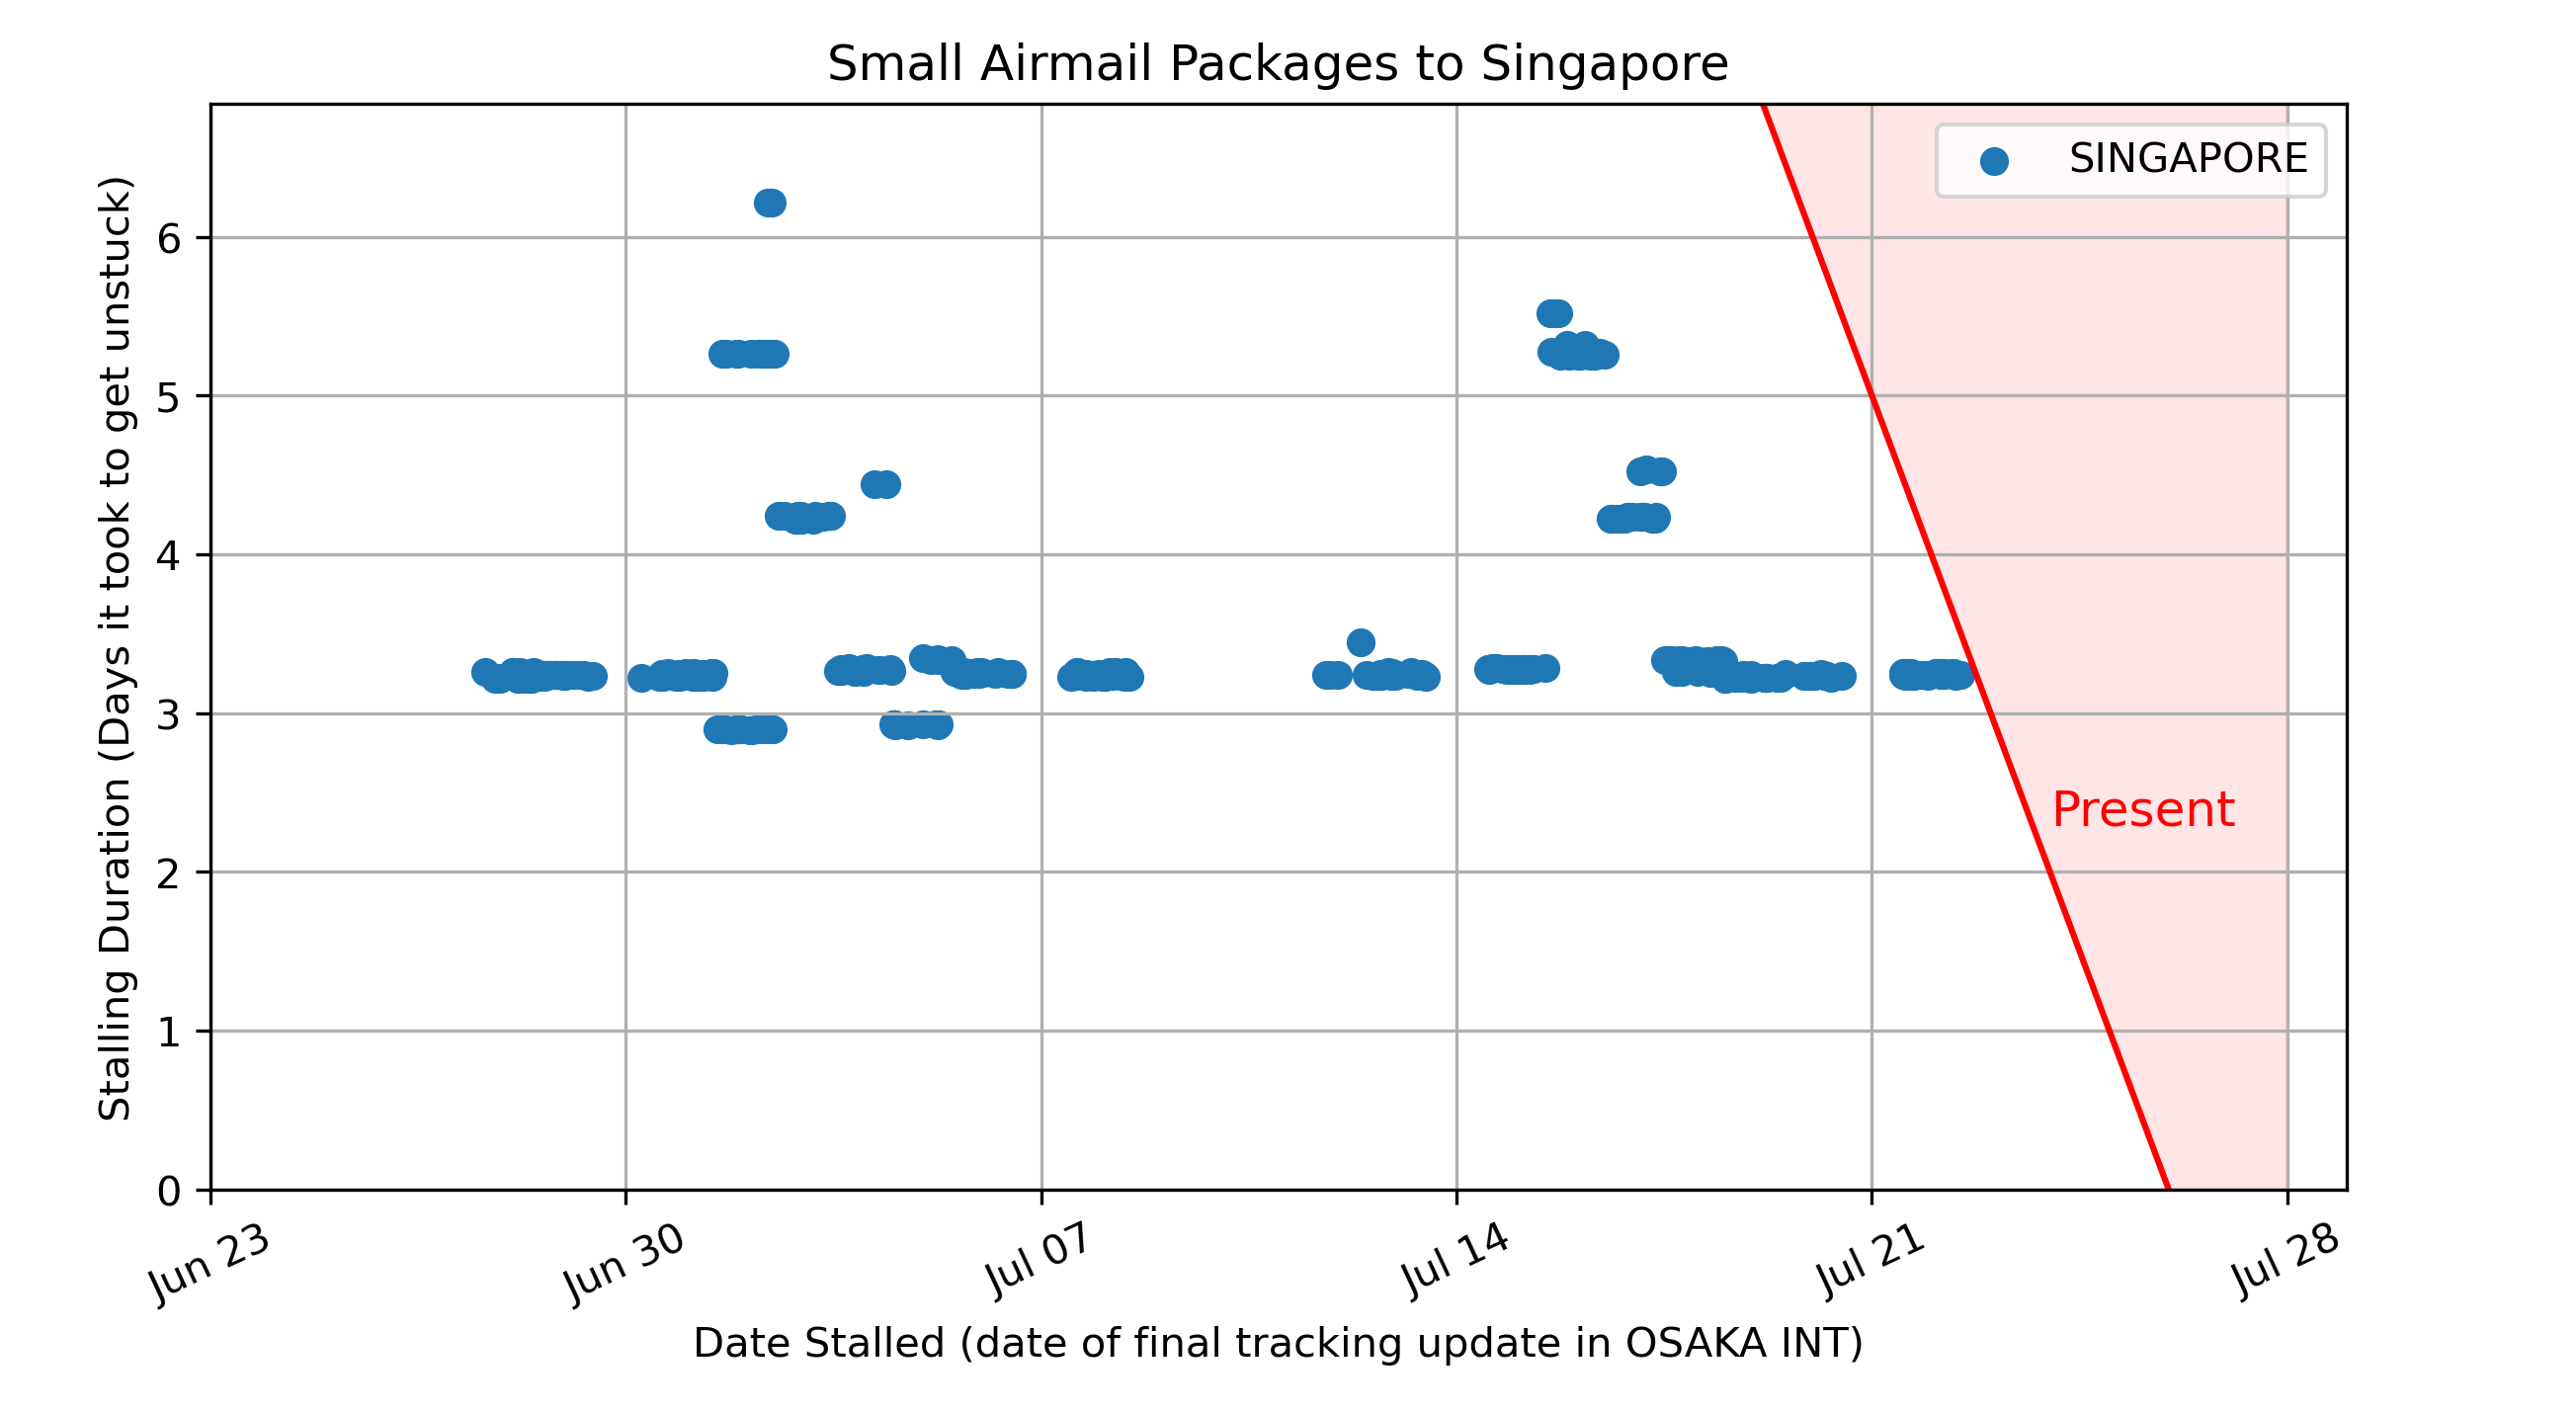 Small Airmail Packages to Singapore
SINGAPORE
Stalling Duration (Days it took to get unstuck)
6
5
4
3
2
1
0
Present
Jun 23
Jun 30
Jul 07
Jul 14
Jul 21
Jul 28
Date Stalled (date of final tracking update in OSAKA INT)